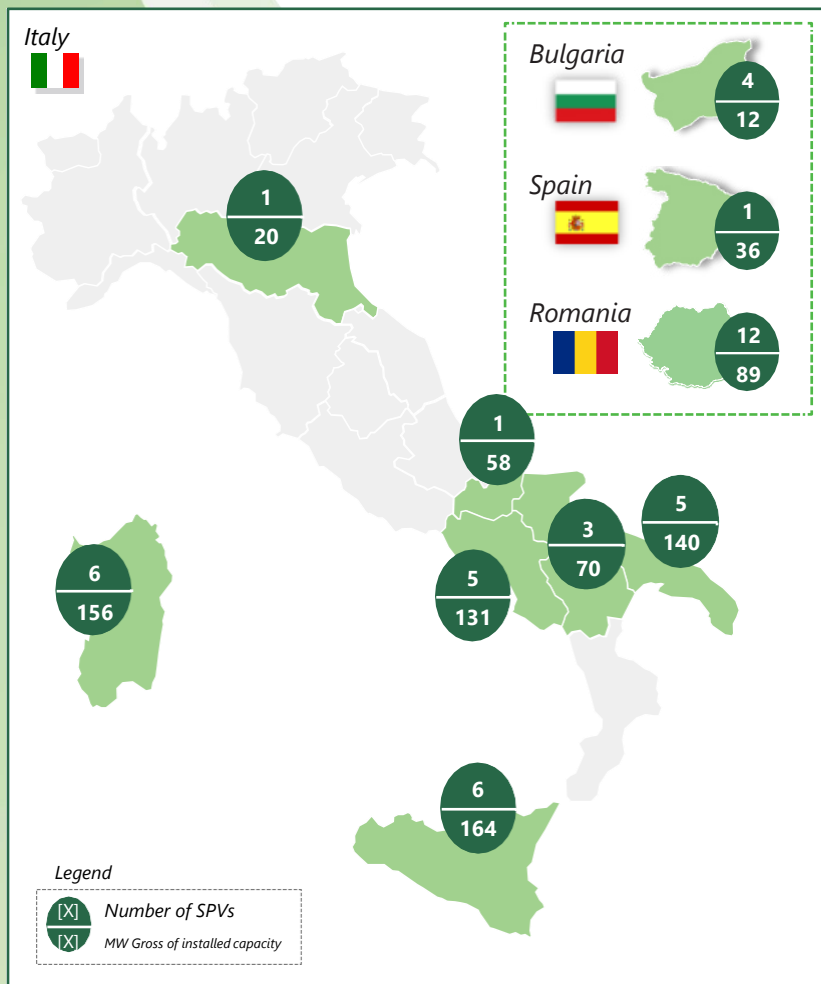 Italy
Bulgaria
4
12
Spain
1
36
Romania
12
89
1
20
1
58
5
140
3
70
5
131
6
156
6
164
Legend
[X]
Number of SPVs
[X]
MW Gross of installed capacity